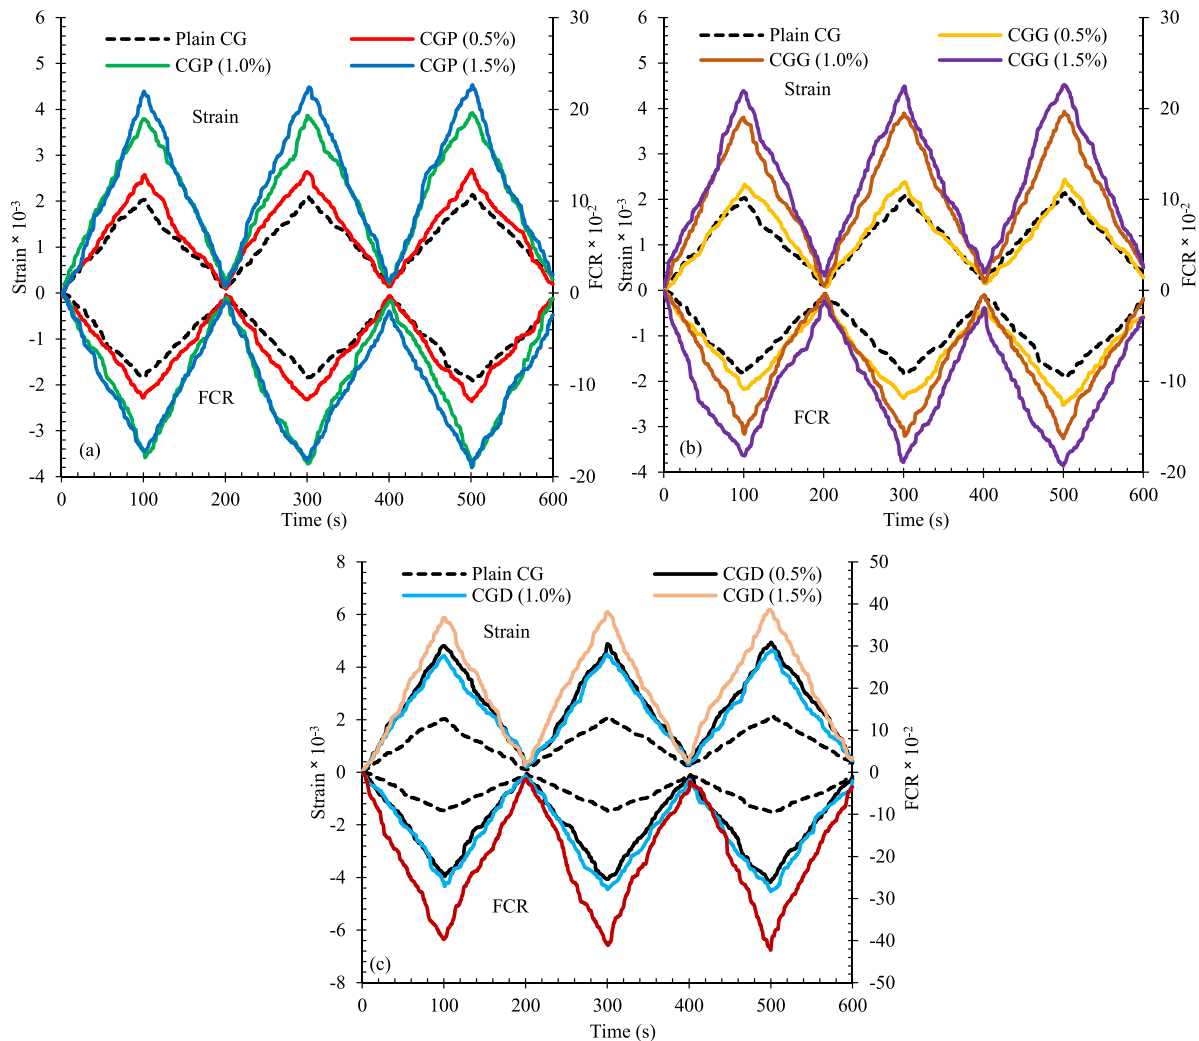 Plain CG
CGP (0.5%)
CGP (1.0%)
CGP (1.5%)
Strain
FCR
(a)
6
5
4
3
2
1
0
-1
-2
-3
-4
30
20
10
0
-10
-20
0 100 200 300 400 500 600
Strain × 10-3
FCR × 10-2
Time (s)
Plain CG
CGG (0.5%)
CGG (1.0%)
CGG (1.5%)
Strain
FCR
(b)
6
5
4
3
2
1
0
-1
-2
-3
-4
30
20
10
0
-10
-20
0 100 200 300 400 500 600
Strain × 10-3
FCR × 10-2
Time (s)
Plain CG
CGD (0.5%)
CGD (1.0%)
CGD (1.5%)
Strain
FCR
(c)
8
6
4
2
0
-2
-4
-6
-8
50
40
30
20
10
0
-10
-20
-30
-40
-50
0 100 200 300 400 500 600
Strain × 10-3
FCR × 10-2
Time (s)